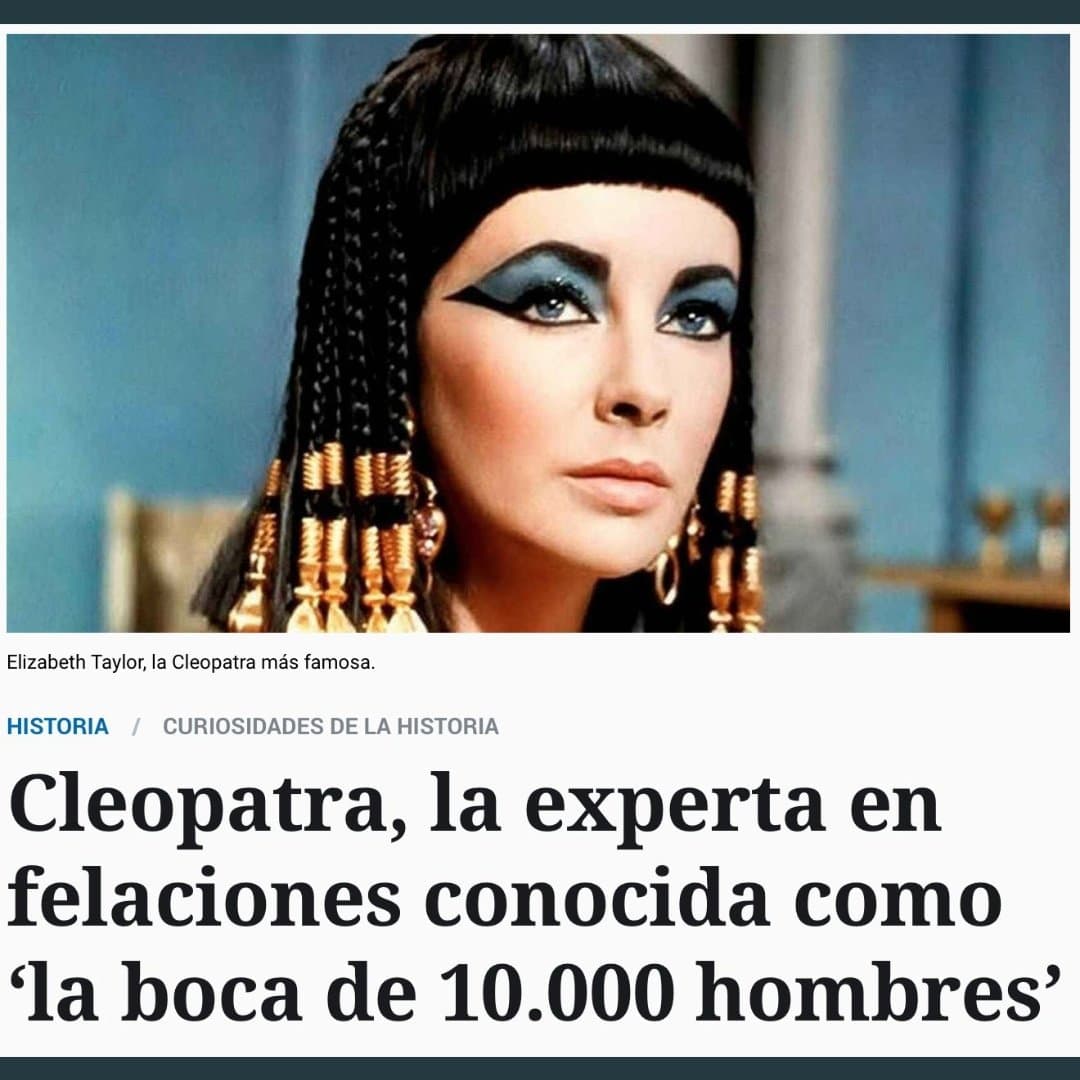 Elizabeth Taylor, la Cleopatra más famosa.
HISTORIA / CURIOSIDADES DE LA HISTORIA
Cleopatra, la experta en
felaciones conocida como
‘la boca de 10.000 hombres’